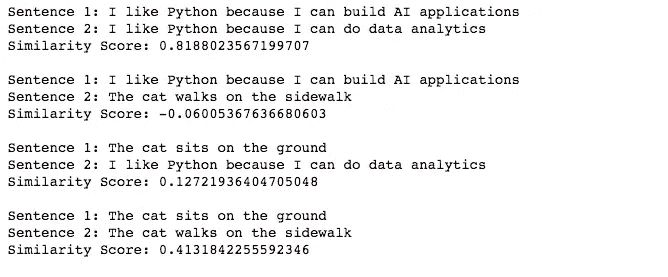 Sentence 1: I like Python because I can build AI applications
Sentence 2: I like Python because I can do data analytics
Similarity Score: 0.8188023567199707
Sentence 1: I like Python because I can build AI applications
Sentence 2: The cat walks on the sidewalk
Similarity Score: -0.06005367636680603
Sentence 1: The cat sits on the ground
Sentence 2: I like Python because I can do data analytics
Similarity Score: 0.12721936404705048
Sentence 1: The cat sits on the ground
Sentence 2: The cat walks on the sidewalk
Similarity Score: 0.4131842255592346